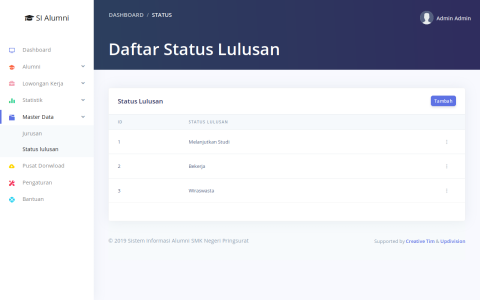 SI Alumni
DASHBOARD / STATUS
Admin Admin
Daftar Status Lulusan
Dashboard
Alumni
Lowongan Kerja
Statistik
Master Data
Jurusan
Status lulusan
Pusat Donwload
Pengaturan
Bantuan
Status Lulusan
Tambah
ID
STATUS LULUSAN
1
Melanjutkan Studi
2
Bekerja
3
Wiraswasta
© 2019 Sistem Informasi Alumni SMK Negeri Pringsurat
Supported by Creative Tim & Updivision